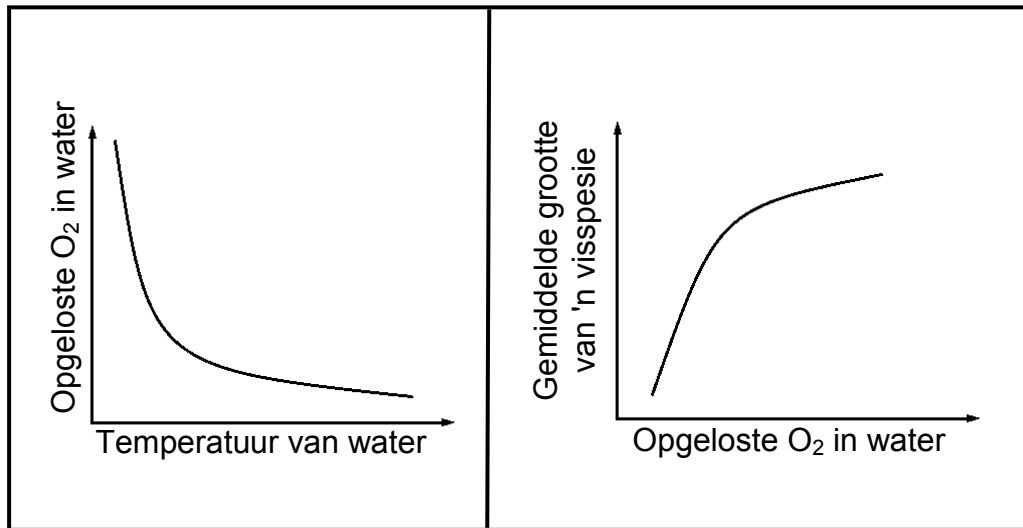 Opgeloste O₂ in water
Temperatuur van water
Gemiddelde grootte
van 'n visspesie
Opgeloste O₂ in water